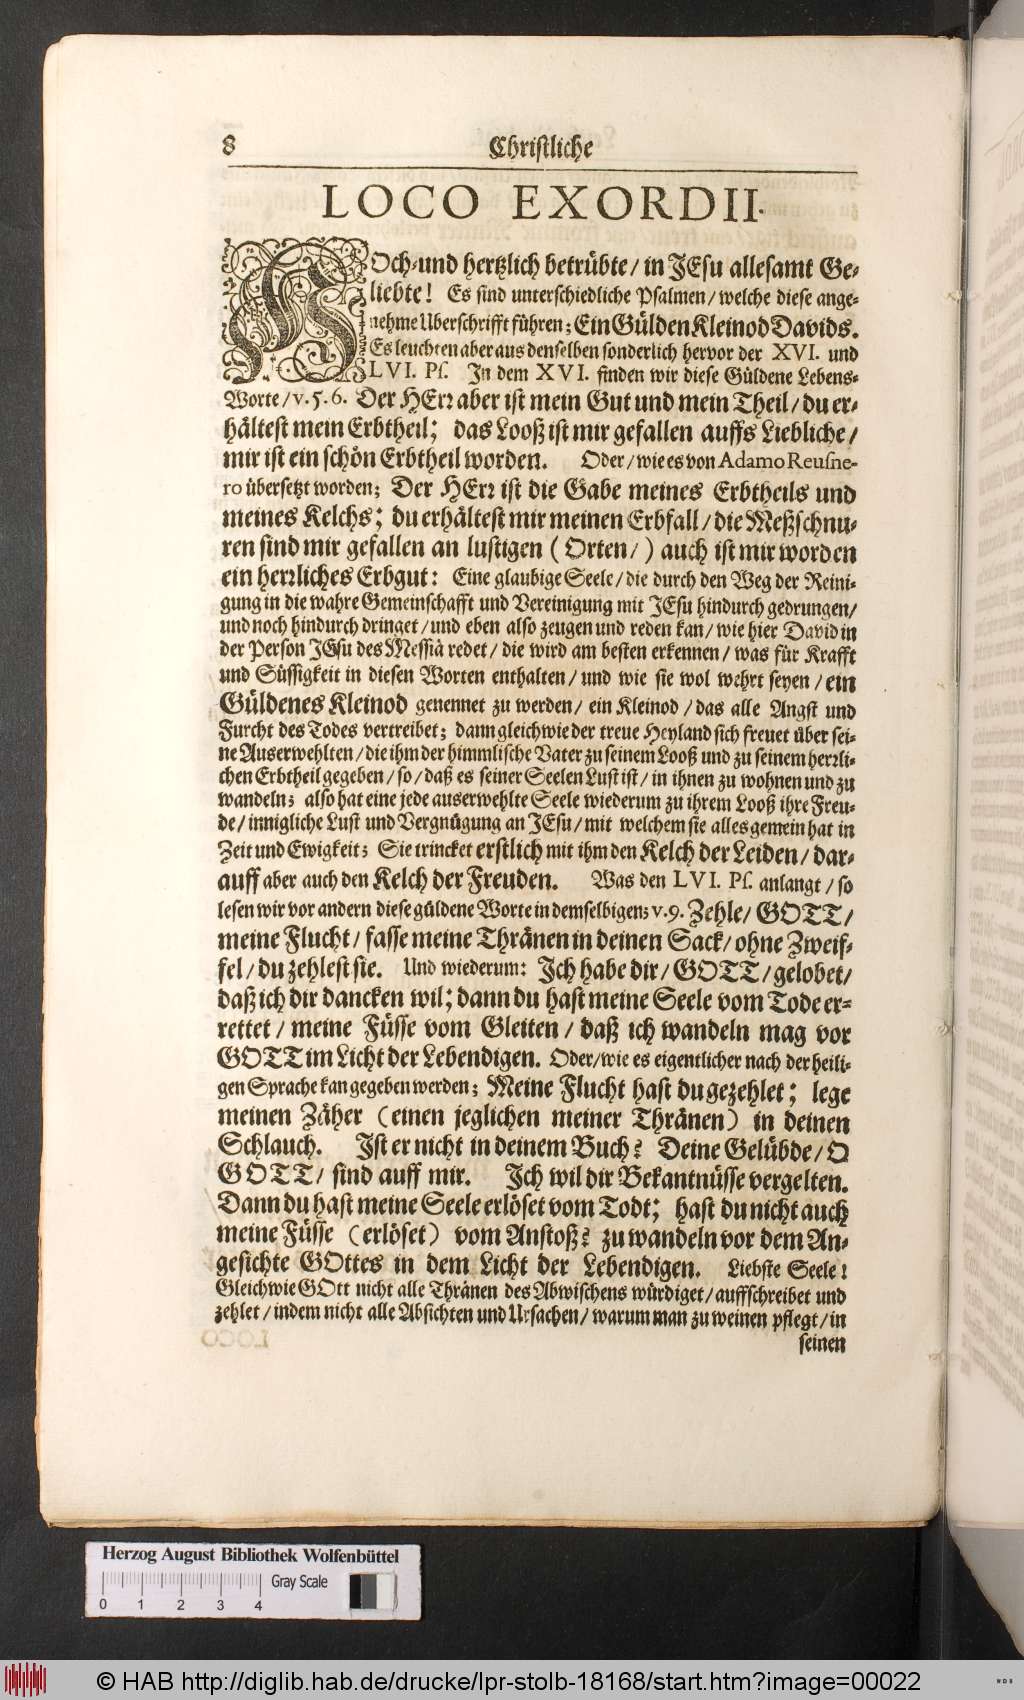 8 Christliche
LOCO EXORDII.
HOch-und hertzlich betrübte / in JEsu allesamt Ge-
liebte! Es sind unterschiedliche Psalmen / welche diese ange-
nehme Uberschrifft führen; Ein Gülden Kleinod Davids.
Es leuchten aber aus denselben sonderlich hervor der XVI. und
LVI. Ps. In dem XVI. finden wir diese Güldene Lebens-
Worte / v. 5. 6. Der HErr aber ist mein Gut und mein Theil / du er-
hältest mein Erbtheil; das Looß ist mir gefallen auffs Liebliche /
mir ist ein schön Erbtheil worden. Oder / wie es von Adamo Reusne-
ro übersetzt worden; Der HErr ist die Gabe meines Erbtheils und
meines Kelchs; du erhältest mir meinen Erbfall / die Meßschnu-
ren sind mir gefallen an lustigen ( Orten / ) auch ist mir worden
ein herrliches Erbgut: Eine glaubige Seele / die durch den Weg der Reini-
gung in die wahre Gemeinschafft und Vereinigung mit JEsu hindurch gedrungen /
und noch hindurch dringet / und eben also zeugen und reden kan / wie hier David in
der Person JEsu des Messiä redet / die wird am besten erkennen / was für Krafft
und Süssigkeit in diesen Worten enthalten / und wie sie wol wehrt seyen / ein
Güldenes Kleinod genennet zu werden / ein Kleinod / das alle Angst und
Furcht des Todes vertreibet; dann gleichwie der treue Heyland sich freuet über sei-
ne Auserwehlten / die ihm der himmlische Vater zu seinem Looß und zu seinem herrli-
chen Erbtheil gegeben / so / daß es seiner Seelen Lust ist / in ihnen zu wohnen und zu
wandeln; also hat eine jede auserwehlte Seele wiederum zu ihrem Looß ihre Freu-
de / innigliche Lust und Vergnügung an JEsu / mit welchem sie alles gemein hat in
Zeit und Ewigkeit; Sie trincket erstlich mit ihm den Kelch der Leiden / dar-
auff aber auch den Kelch der Freuden. Was den LVI. Ps. anlangt / so
lesen wir vor andern diese güldene Worte in demselbigen; v. 9. Zehle / GOTT /
meine Flucht / fasse meine Thränen in deinen Sack / ohne Zweif-
fel / du zehlest sie. Und wiederum: Ich habe dir / GOTT / gelobet /
daß ich dir dancken wil; dann du hast meine Seele vom Tode er-
rettet / meine Füsse vom Gleiten / daß ich wandeln mag vor
GOTT im Licht der Lebendigen. Oder / wie es eigentlicher nach der heili-
gen Sprache kan gegeben werden; Meine Flucht hast du gezehlet; lege
meinen Zäher ( einen jeglichen meiner Thränen ) in deinen
Schlauch. Ist er nicht in deinem Buch? Deine Gelübde / O
GOTT / sind auff mir. Ich wil dir Bekantnüsse vergelten.
Dann du hast meine Seele erlöset vom Todt; hast du nicht auch
meine Füsse ( erlöset ) vom Anstoß? zu wandeln vor dem An-
gesichte GOttes in dem Licht der Lebendigen. Liebste Seele!
Gleichwie GOtt nicht alle Thränen des Abwischens würdiget / auffschreibet und
zehlet / indem nicht alle Absichten und Ursachen / warum man zu weinen pflegt / in
seinen
Herzog August Bibliothek Wolfenbüttel
0 1 2 3 4 Gray Scale
© HAB http://diglib.hab.de/drucke/lpr-stolb-18168/start.htm?image=00022